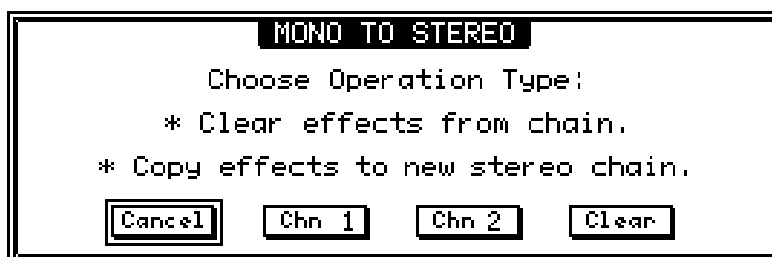 MONO TO STEREO
Choose Operation Type:
* Clear effects from chain.
* Copy effects to new stereo chain.
Cancel Chn 1 Chn 2 Clear